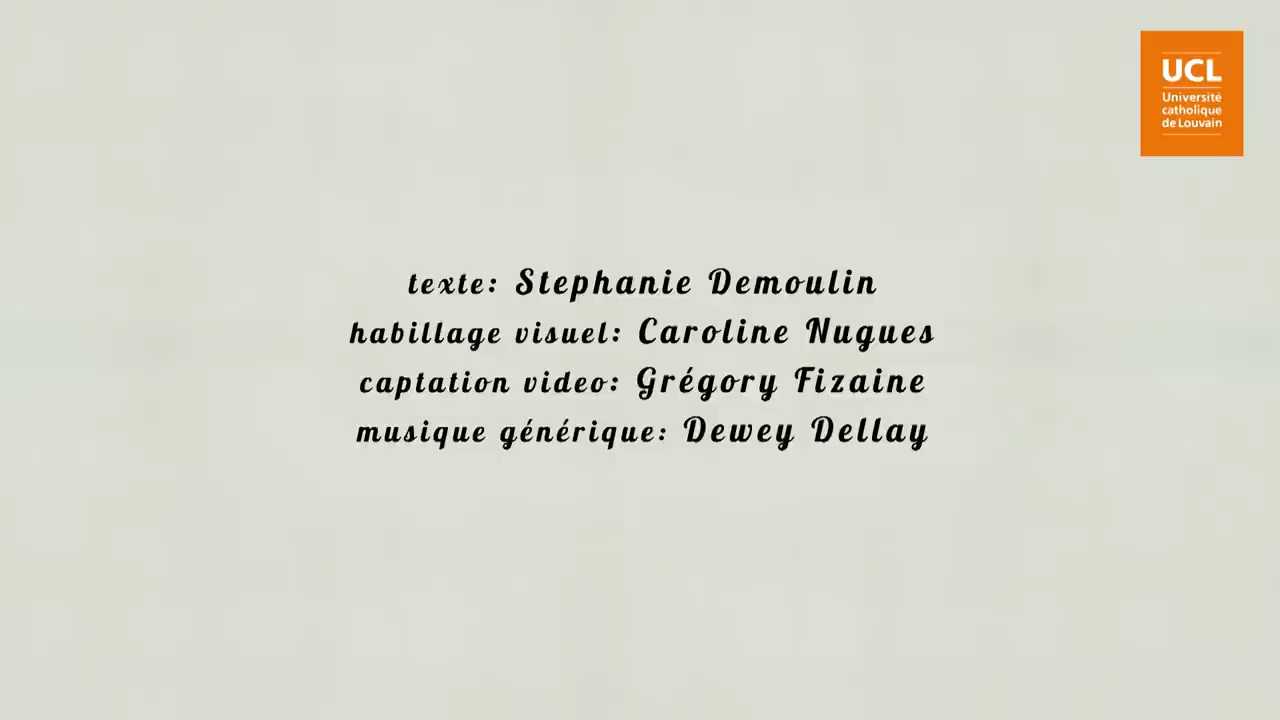 UCL
Université
catholique
de Louvain
texte: Stephanie Demoulin
habillage visuel: Caroline Nugues
captation video: Grégory Fizaine
musique générique: Dewey Dellay